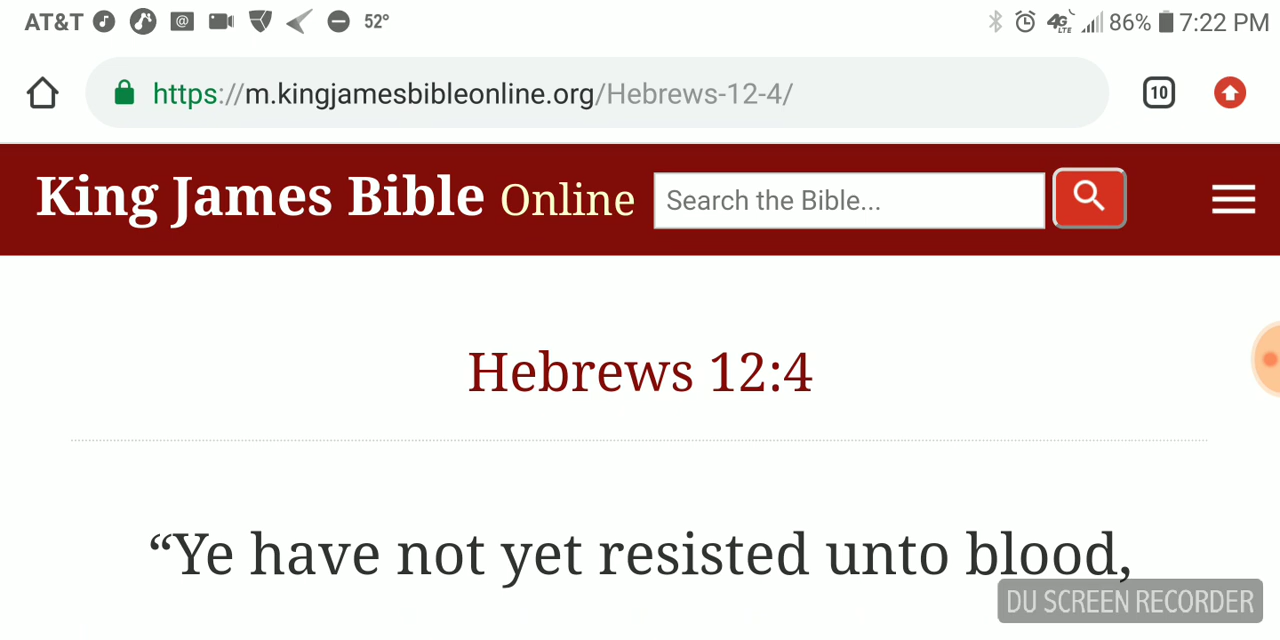 AT&T 52° 86% 7:22 PM
https://m.kingjamesbibleonline.org/Hebrews-12-4/ 10
King James Bible Online Search the Bible...
Hebrews 12:4
“Ye have not yet resisted unto blood,
DU SCREEN RECORDER